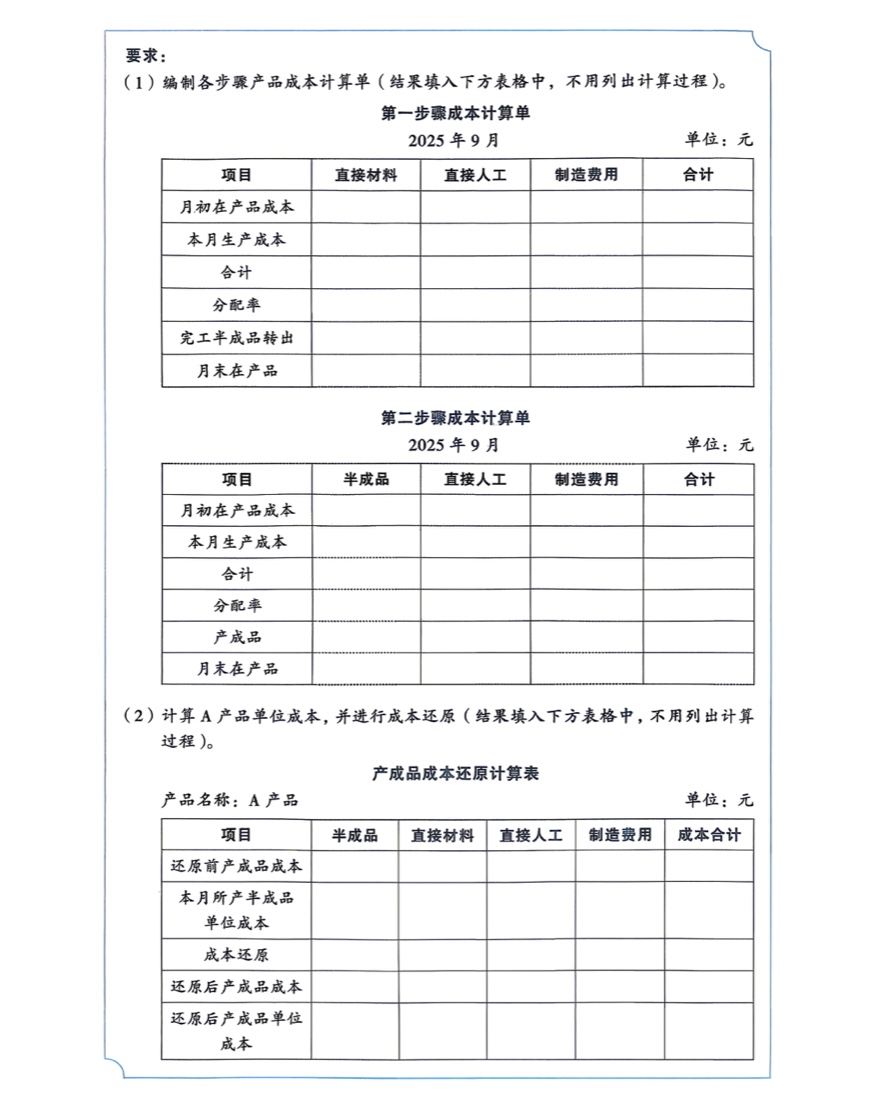 要求：
（1）编制各步骤产品成本计算单（结果填入下方表格中，不用列出计算过程）。
第一步骤成本计算单
2025 年 9 月 单位：元
项目 直接材料 直接人工 制造费用 合计
月初在产品成本
本月生产成本
合计
分配率
完工半成品转出
月末在产品
第二步骤成本计算单
2025 年 9 月 单位：元
项目 半成品 直接人工 制造费用 合计
月初在产品成本
本月生产成本
合计
分配率
产成品
月末在产品
（2）计算 A 产品单位成本，并进行成本还原（结果填入下方表格中，不用列出计算
过程）。
产成品成本还原计算表
产品名称：A 产品 单位：元
项目 半成品 直接材料 直接人工 制造费用 成本合计
还原前产成品成本
本月所产半成品
单位成本
成本还原
还原后产成品成本
还原后产成品单位
成本